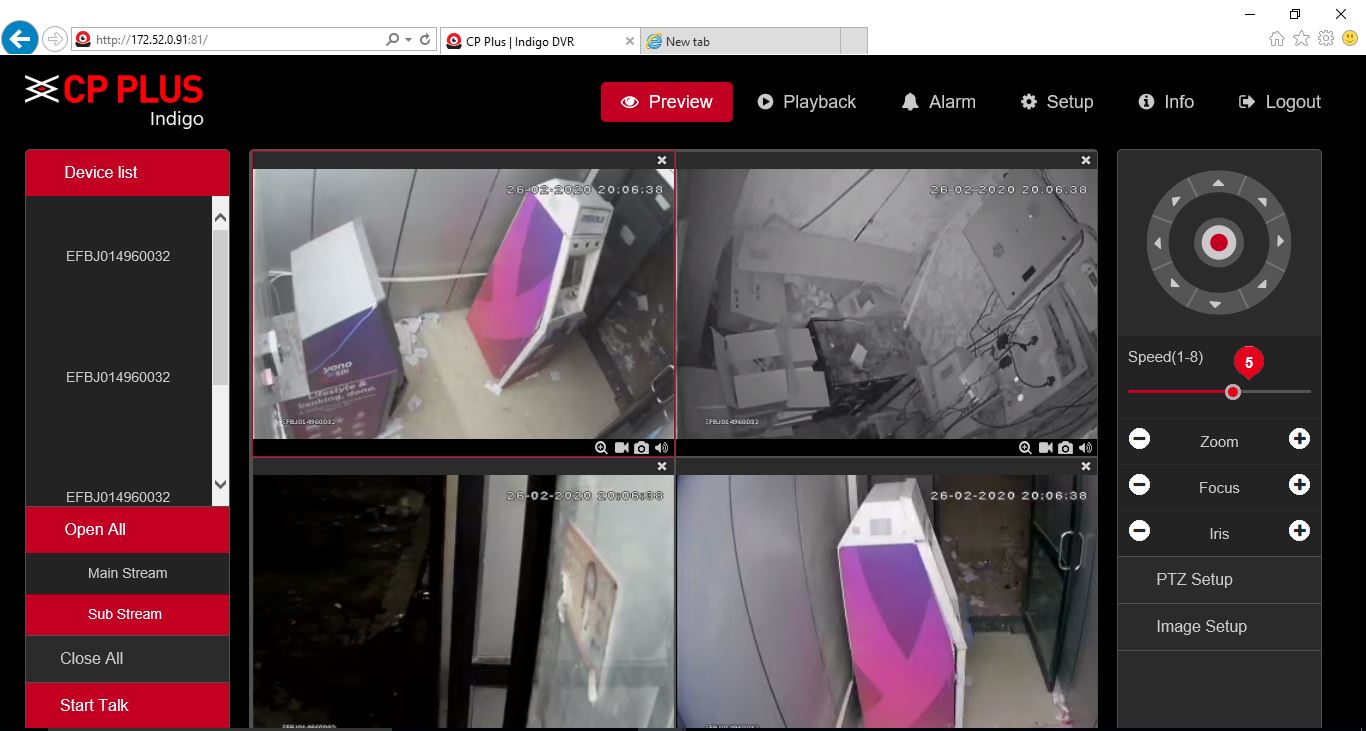 http://172.52.0.91:81/
CP Plus | Indigo DVR
New tab
CP PLUS
Indigo
Preview
Playback
Alarm
Setup
Info
Logout
Device list
EFBJ014960032
EFBJ014960032
EFBJ014960032
Open All
Main Stream
Sub Stream
Close All
Start Talk
26-02-2020 20:06:38
yono
SBI
Lifestyle &
banking, dono.
EFBJ014960032
26-02-2020 20:06:38
EFBJ014960032
26-02-2020 20:06:38
EFBJ014960032
26-02-2020 20:06:38
EFBJ014960032
Speed(1-8)
5
Zoom
Focus
Iris
PTZ Setup
Image Setup